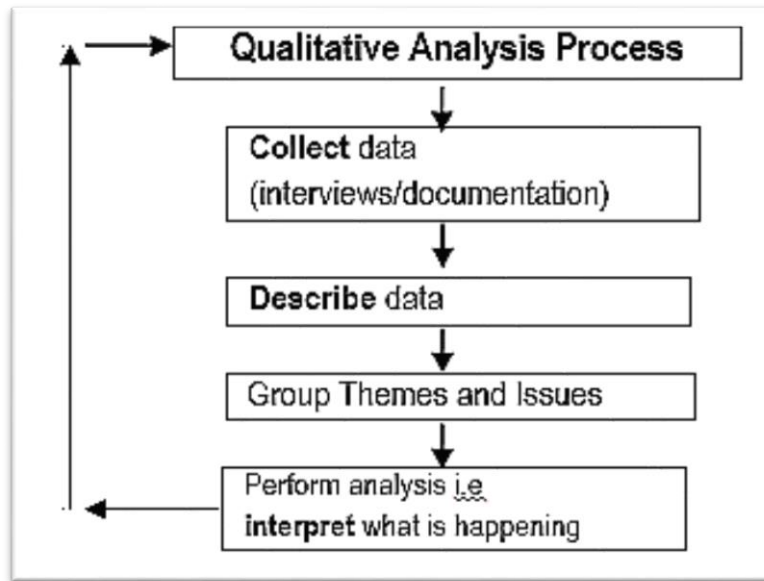 Qualitative Analysis Process
Collect data
(interviews/documentation)
Describe data
Group Themes and Issues
Perform analysis i.e
interpret what is happening